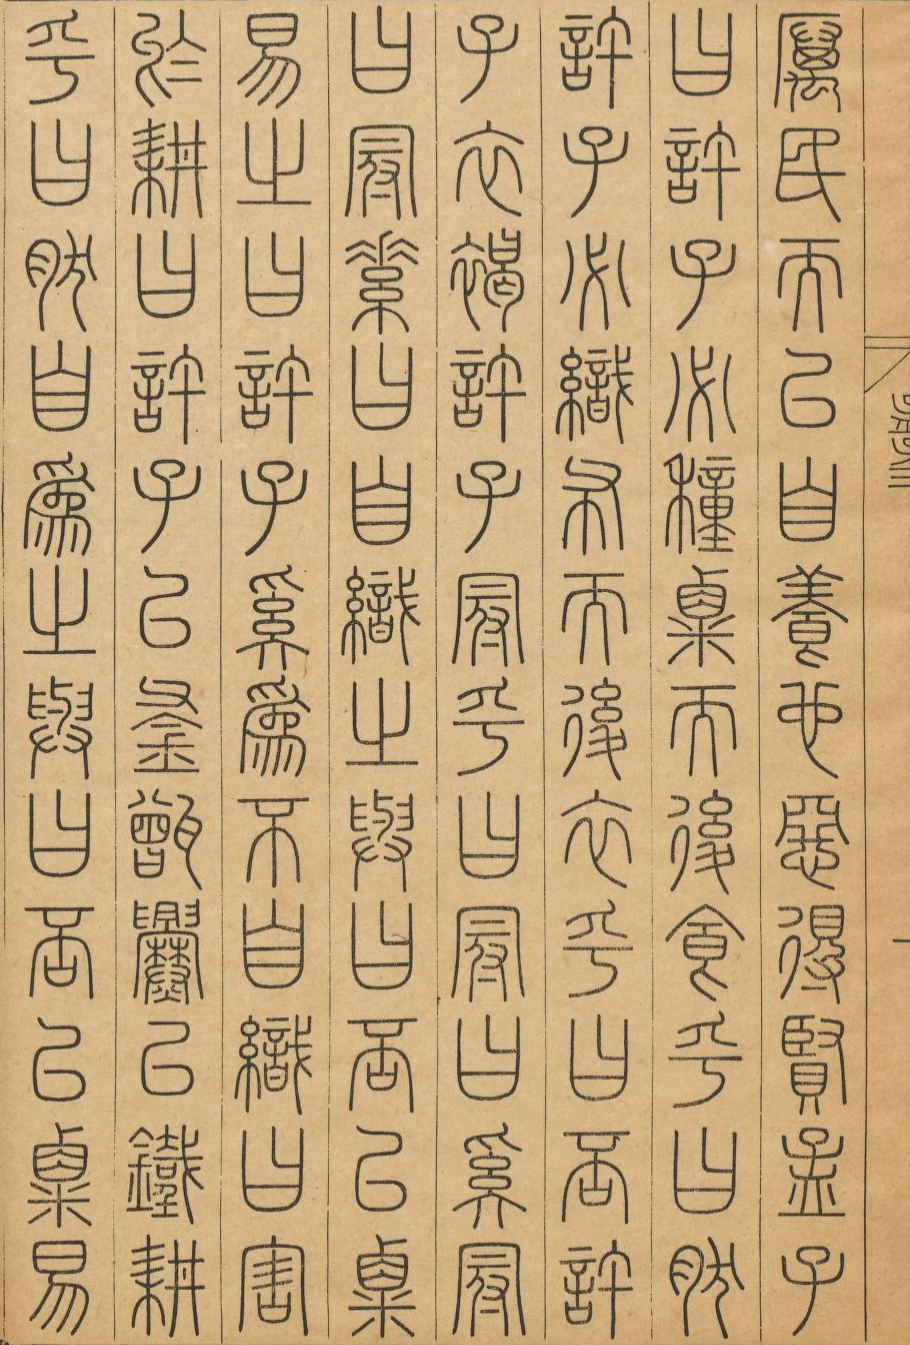 厲民而以自養也惡得賢孟子
曰許子必種粟而後食乎曰然
許子必織布而後衣乎曰否許
子衣褐許子冠乎曰冠曰奚冠
曰冠素曰自織之與曰否以粟
易之曰許子奚為不自織曰害
於耕曰許子以釜甑爨以鐵耕
乎曰然自為之與曰否以粟易